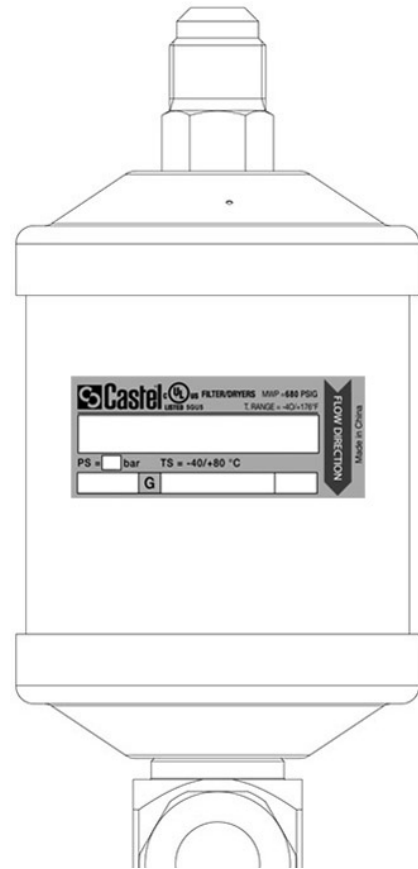 Castel c UL us FILTER/DRYERS MWP =680 PSIG
LISTED SGU5 T. RANGE = -40/+176°F
PS = bar TS = -40/+80 °C
G
FLOW DIRECTION
Made in China